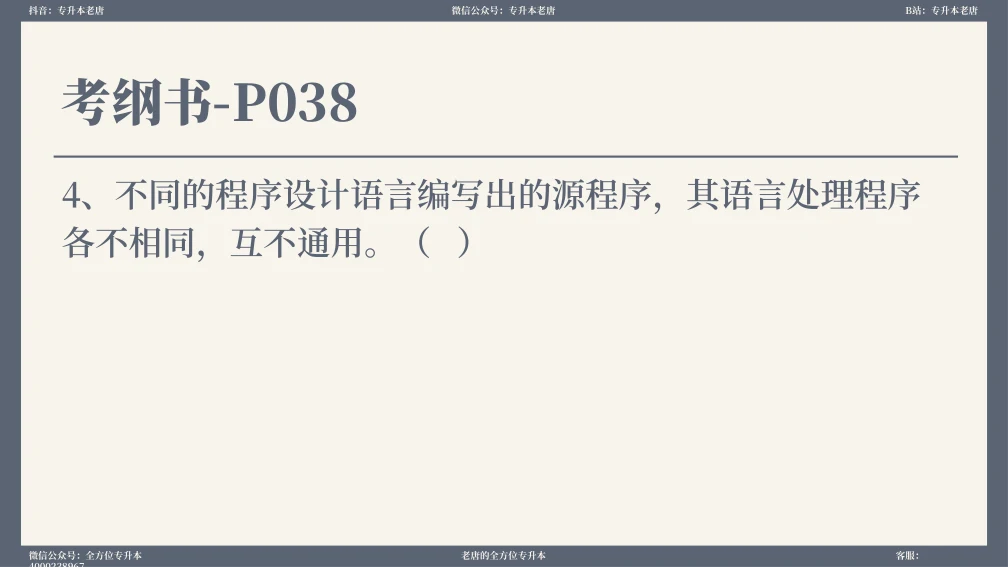 抖音：专升本老唐
微信公众号：专升本老唐
B站：专升本老唐
考纲书-P038
4、不同的程序设计语言编写出的源程序，其语言处理程序
各不相同，互不通用。（ ）
微信公众号：全方位专升本
老唐的全方位专升本
客服：
4000238967